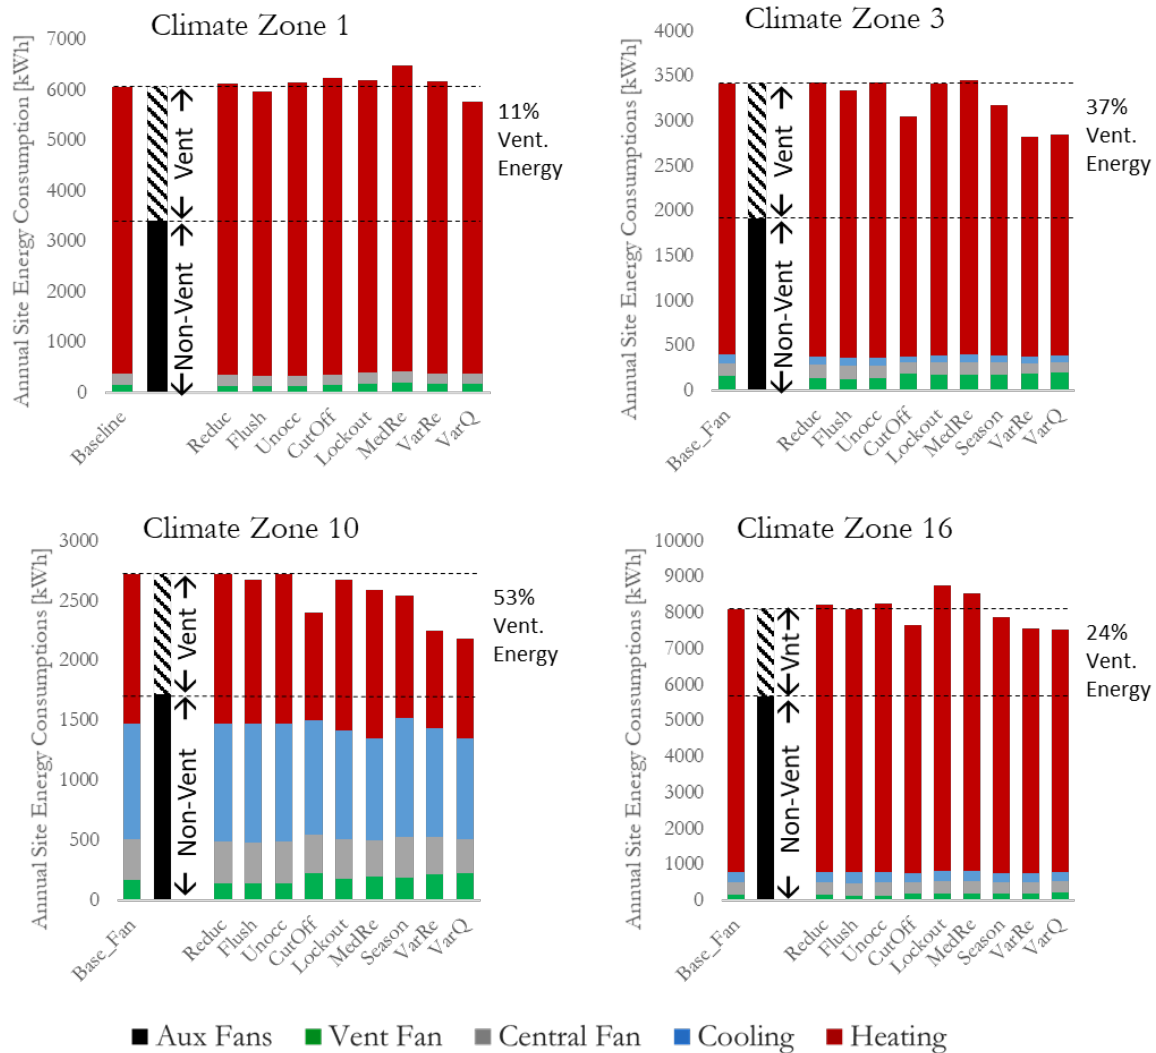 Climate Zone 1
Annual Site Energy Consumption [kWh]
7000
6000
5000
4000
3000
2000
1000
0
Vent
Non-Vent
11%
Vent.
Energy
Baseline
Reduc
Flush
Unocc
CutOff
Lockout
MedRe
VarRe
VarQ
Climate Zone 3
Annual Site Energy Consumptions [kWh]
4000
3500
3000
2500
2000
1500
1000
500
0
Vent
Non-Vent
37%
Vent.
Energy
Base_Fan
Reduc
Flush
Unocc
CutOff
Lockout
MedRe
Season
VarRe
VarQ
Climate Zone 10
Annual Site Energy Consumptions [kWh]
3000
2500
2000
1500
1000
500
0
Vent
Non-Vent
53%
Vent.
Energy
Base_Fan
Reduc
Flush
Unocc
CutOff
Lockout
MedRe
Season
VarRe
VarQ
Climate Zone 16
Annual Site Energy Consumptions [kWh]
10000
9000
8000
7000
6000
5000
4000
3000
2000
1000
0
Vnt
Non-Vent
24%
Vent.
Energy
Base_Fan
Reduc
Flush
Unocc
CutOff
Lockout
MedRe
Season
VarRe
VarQ
Aux Fans Vent Fan Central Fan Cooling Heating